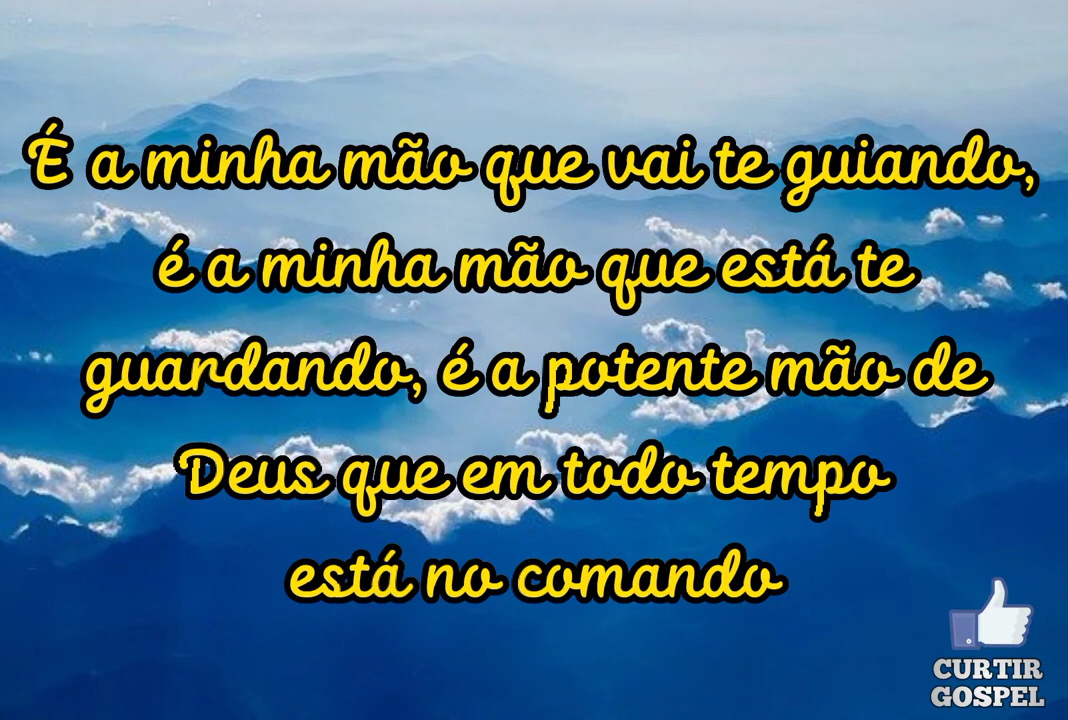 É a minha mão que vai te guiando,
é a minha mão que está te
guardando, é a potente mão de
Deus que em todo tempo
está no comando
CURTIR
GOSPEL